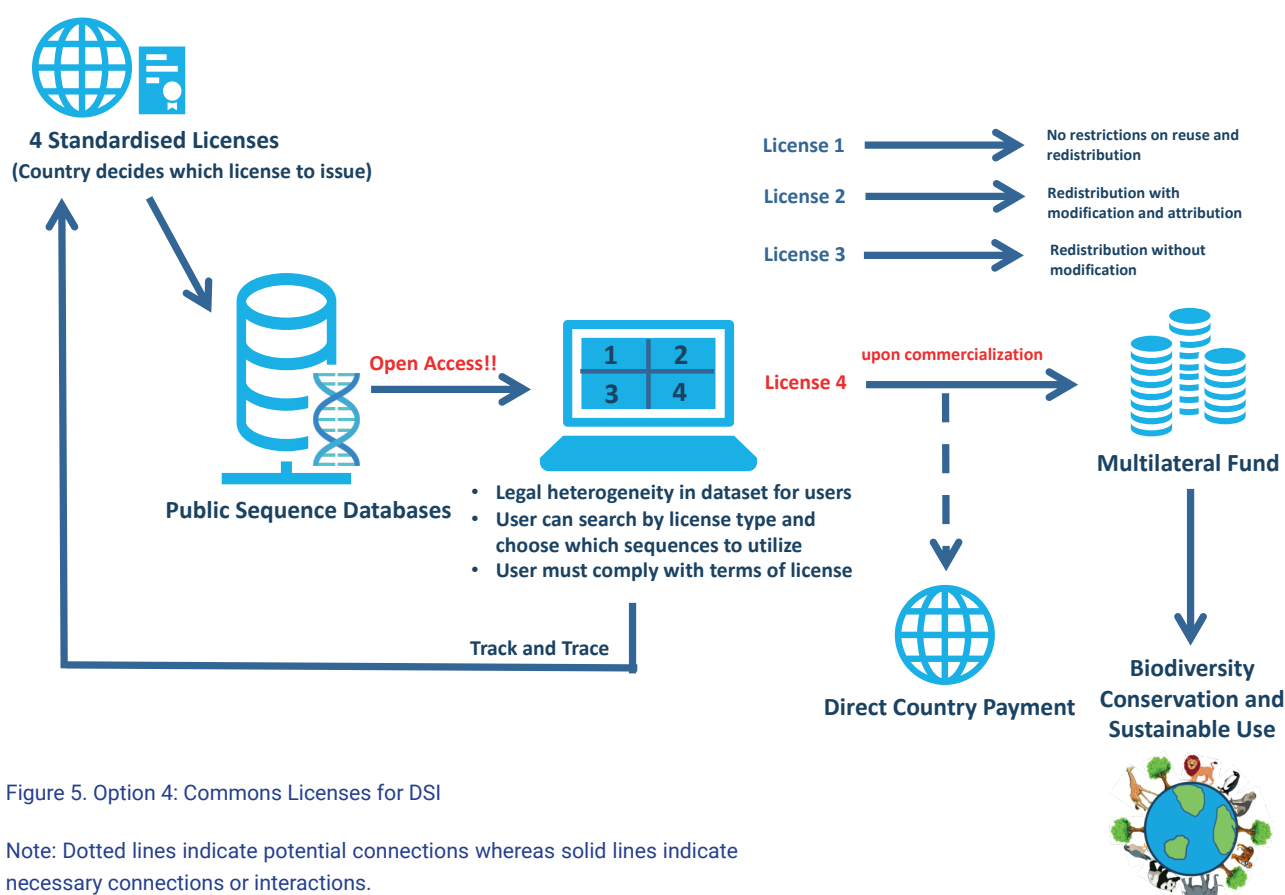 4 Standardised Licenses
(Country decides which license to issue)
License 1
No restrictions on reuse and
redistribution
License 2
Redistribution with
modification and attribution
License 3
Redistribution without
modification
Open Access!!
1 2
3 4
License 4
upon commercialization
Public Sequence Databases
• Legal heterogeneity in dataset for users
• User can search by license type and
choose which sequences to utilize
• User must comply with terms of license
Multilateral Fund
Track and Trace
Direct Country Payment
Biodiversity
Conservation and
Sustainable Use
Figure 5. Option 4: Commons Licenses for DSI
Note: Dotted lines indicate potential connections whereas solid lines indicate
necessary connections or interactions.